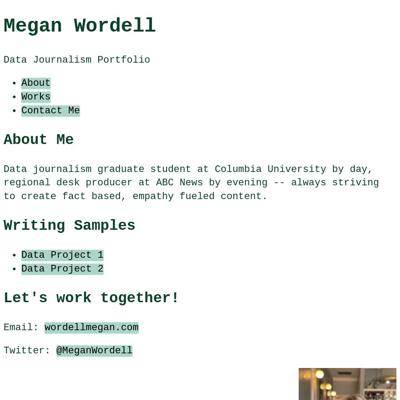 Megan Wordell
Data Journalism Portfolio
About
Works
Contact Me
About Me
Data journalism graduate student at Columbia University by day,
regional desk producer at ABC News by evening -- always striving
to create fact based, empathy fueled content.
Writing Samples
Data Project 1
Data Project 2
Let's work together!
Email: wordellmegan.com
Twitter: @MeganWordell